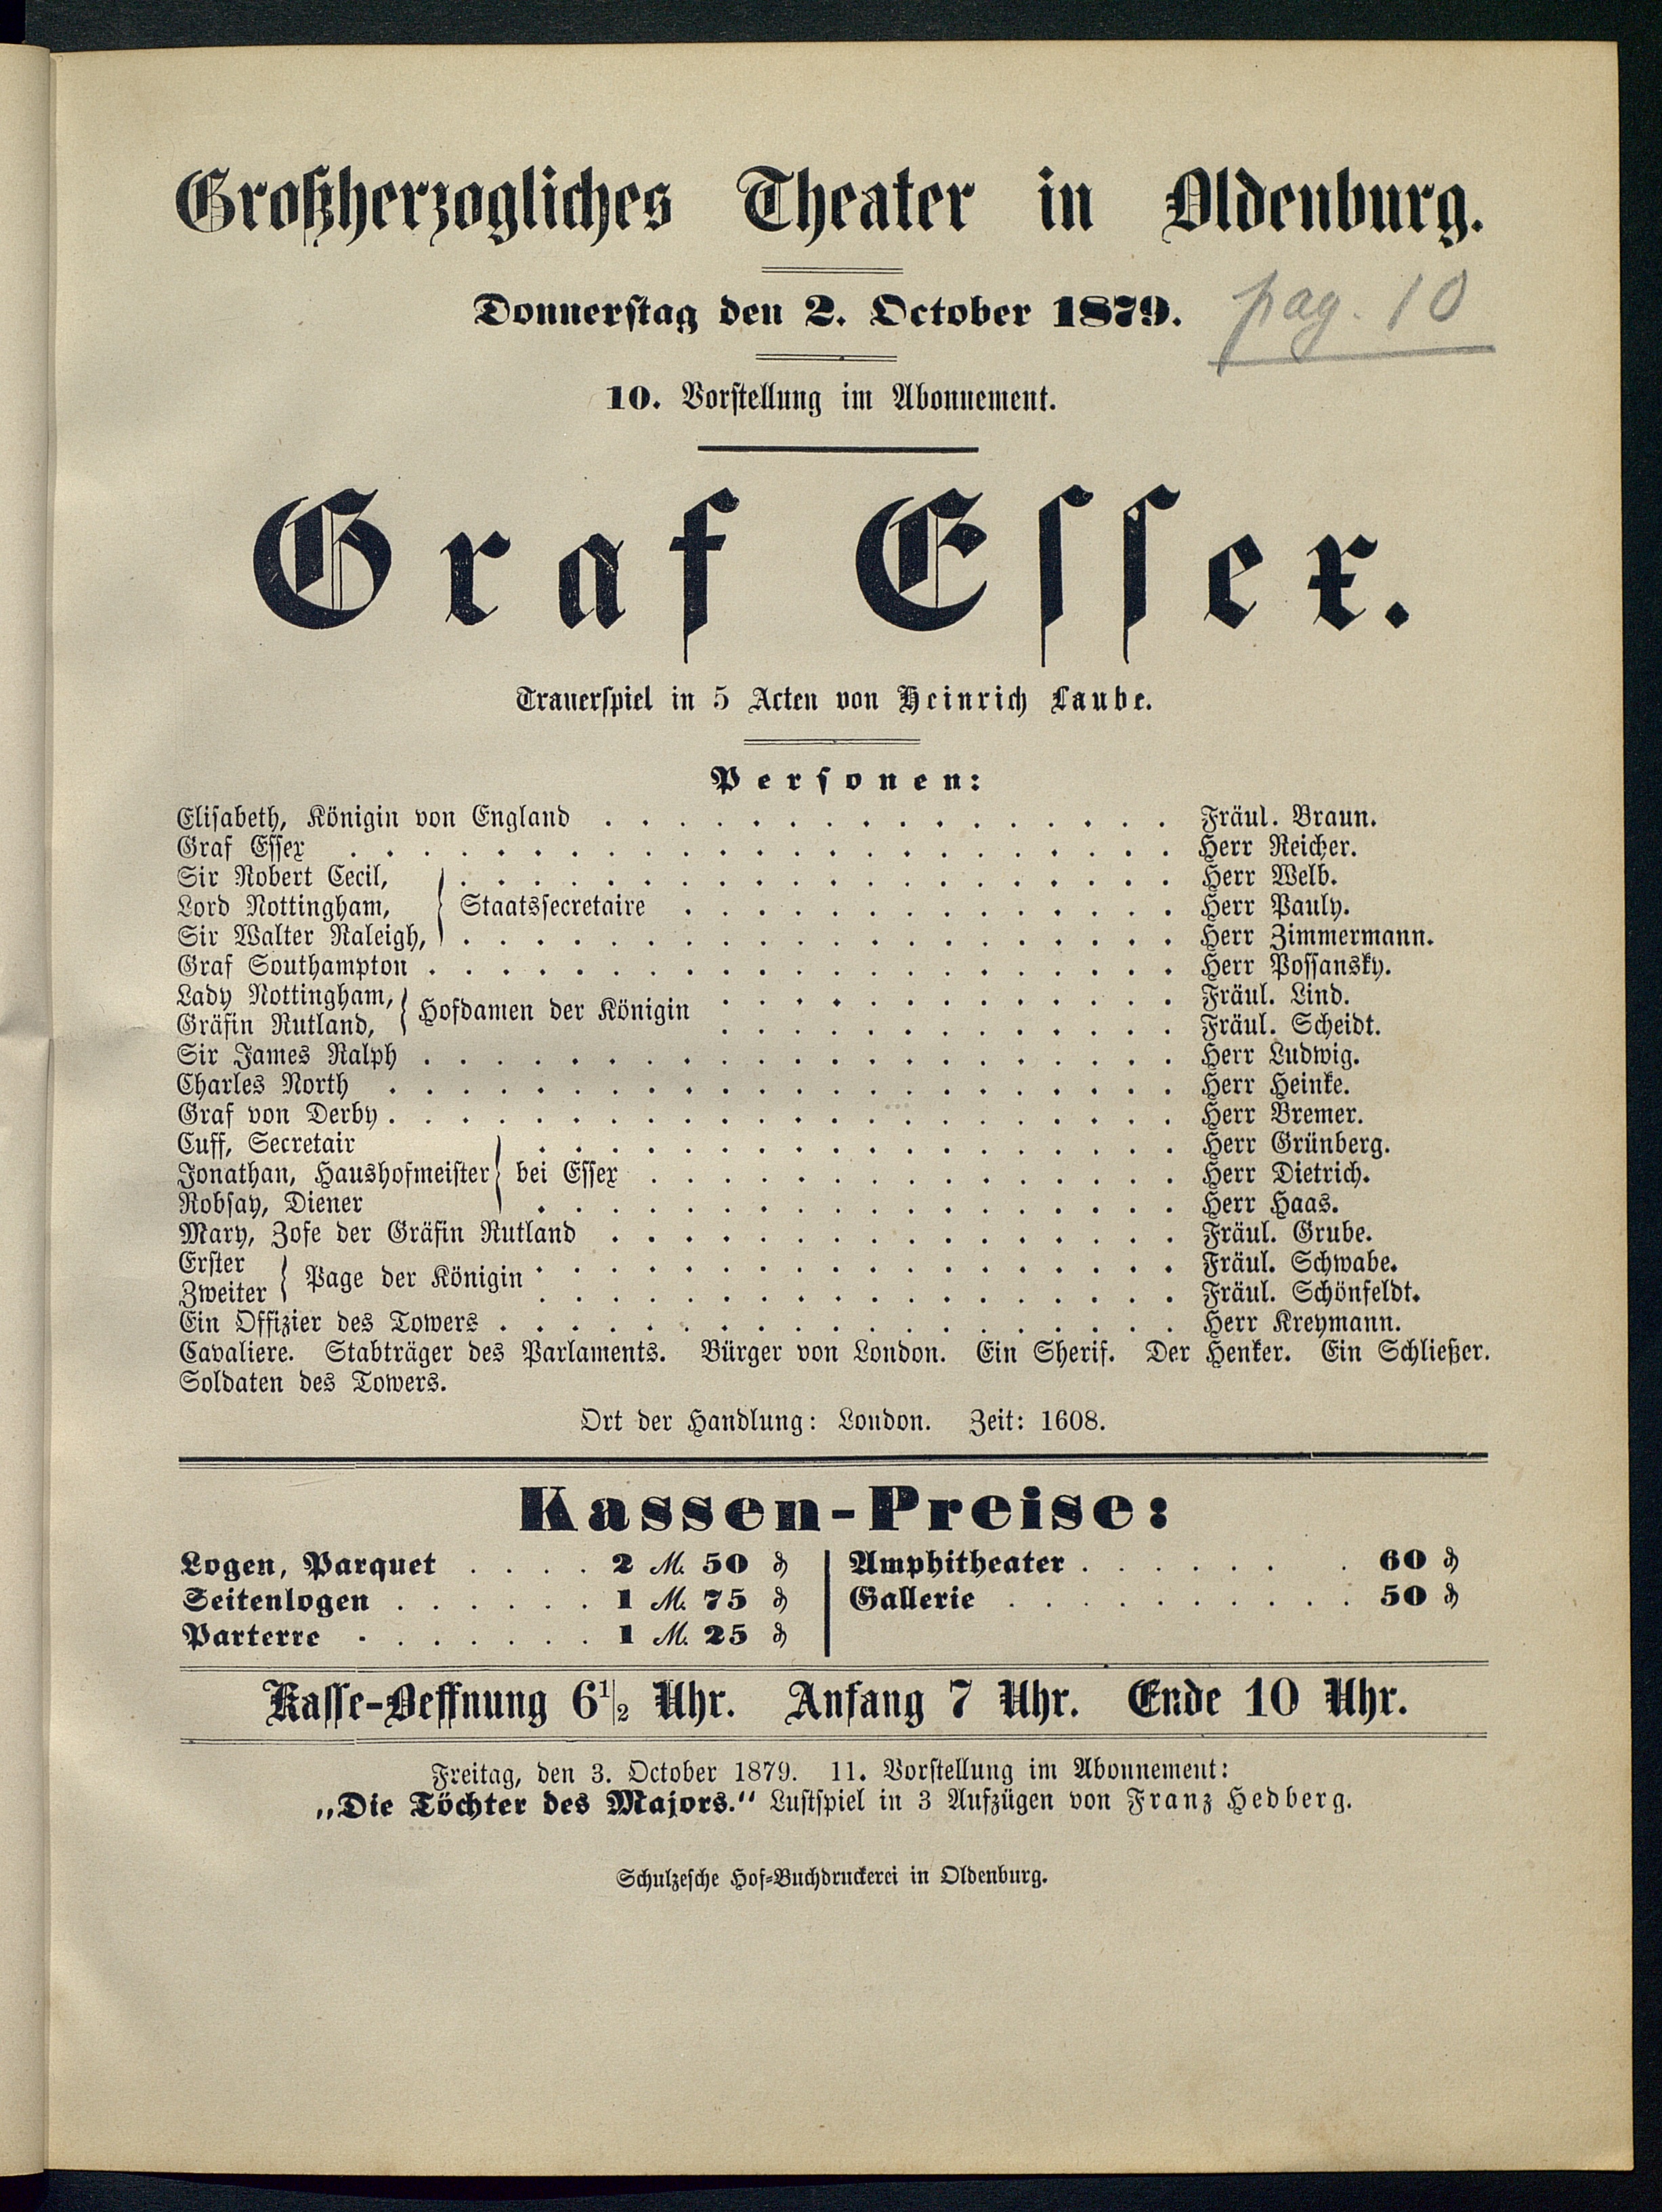 Großherzogliches Theater in Oldenburg.
Donnerstag den 2. October 1879.
pag. 10
10. Vorstellung im Abonnement.
Graf Essex.
Trauerspiel in 5 Acten von Heinrich Laube.
Personen:
Elisabeth, Königin von England . . . . . . . . . . . . . . . . Fräul. Braun.
Graf Essex . . . . . . . . . . . . . . . . . . . . . . . Herr Reicher.
Sir Robert Cecil, . . . . . . . . . . . . . . . . . . . . Herr Welb.
Lord Nottingham, } Staatssecretaire . . . . . . . . . . . . . . Herr Pauly.
Sir Walter Raleigh, . . . . . . . . . . . . . . . . . . . . Herr Zimmermann.
Graf Southampton . . . . . . . . . . . . . . . . . . . . . Herr Possansky.
Lady Nottingham, } Hofdamen der Königin . . . . . . . . . . . . . Fräul. Lind.
Gräfin Rutland, . . . . . . . . . . . . . Fräul. Scheidt.
Sir James Ralph . . . . . . . . . . . . . . . . . . . . . Herr Ludwig.
Charles North . . . . . . . . . . . . . . . . . . . . . . Herr Heinke.
Graf von Derby . . . . . . . . . . . . . . . . . . . . . . Herr Bremer.
Cuff, Secretair . . . . . . . . . . . . . . . . . . Herr Grünberg.
Jonathan, Haushofmeister } bei Essex . . . . . . . . . . . . . . . Herr Dietrich.
Robsay, Diener . . . . . . . . . . . . . . . . . . Herr Haas.
Mary, Zofe der Gräfin Rutland . . . . . . . . . . . . . . . . Fräul. Grube.
Erster } Page der Königin . . . . . . . . . . . . . . . . . . Fräul. Schwabe.
Zweiter . . . . . . . . . . . . . . . . . . Fräul. Schönfeldt.
Ein Offizier des Towers . . . . . . . . . . . . . . . . . . . Herr Kreymann.
Cavaliere. Stabträger des Parlaments. Bürger von London. Ein Sherif. Der Henker. Ein Schließer.
Soldaten des Towers.
Ort der Handlung: London. Zeit: 1608.
Kassen-Preise:
Logen, Parquet . . . . 2 M. 50 ₰
Seitenlogen . . . . . . 1 M. 75 ₰
Parterre . . . . . . . 1 M. 25 ₰
Amphitheater . . . . . . . 60 ₰
Gallerie . . . . . . . . . . 50 ₰
Kasse-Oeffnung 6 1/2 Uhr. Anfang 7 Uhr. Ende 10 Uhr.
Freitag, den 3. October 1879. 11. Vorstellung im Abonnement:
„Die Töchter des Majors.“ Lustspiel in 3 Aufzügen von Franz Hedberg.
Schulzesche Hof-Buchdruckerei in Oldenburg.